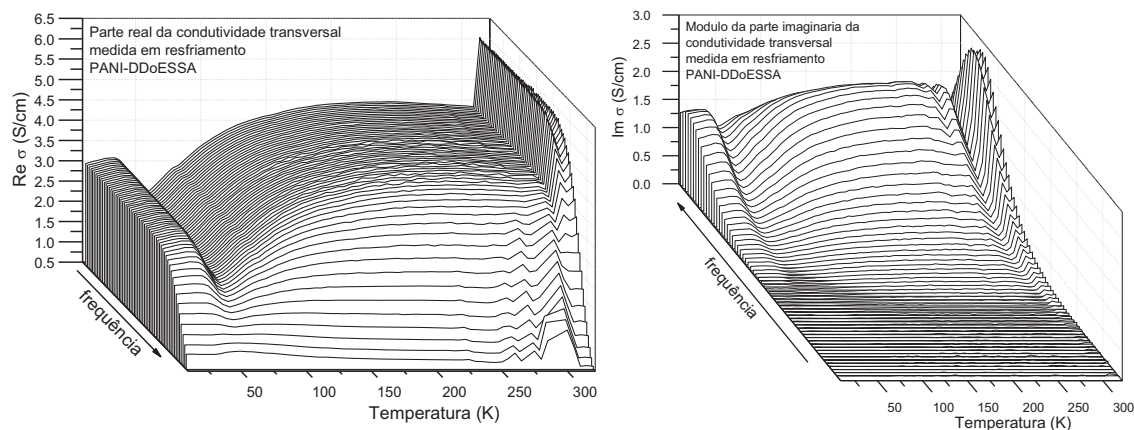 6.5
6.0
5.5
5.0
4.5
4.0
3.5
3.0
2.5
2.0
1.5
1.0
0.5
Re σ (S/cm)
Parte real da condutividade transversal
medida em resfriamento
PANI-DDoESSA
frequência
50 100 150 200 250 300
Temperatura (K)
3.0
2.5
2.0
1.5
1.0
0.5
0.0
Im σ (S/cm)
Modulo da parte imaginaria da
condutividade transversal
medida em resfriamento
PANI-DDoESSA
frequência
50 100 150 200 250 300
Temperatura (K)